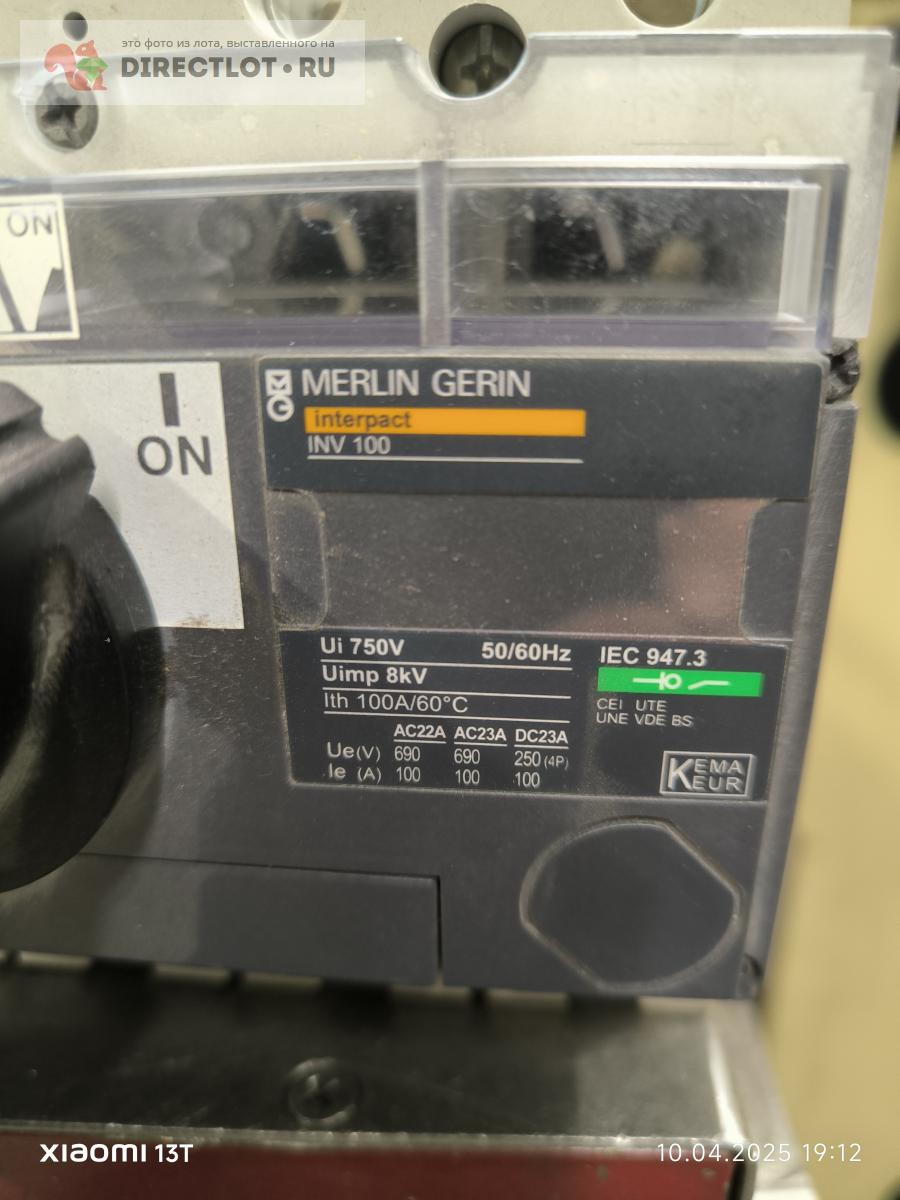 это фото из лота, выставленного на
DIRECTLOT.RU
ON
I
ON
MERLIN GERIN
interpact
INV 100
Ui 750V 50/60Hz
Uimp 8kV
Ith 100A/60°C
AC22A AC23A DC23A
Ue(V) 690 690 250 (4P)
Ie (A) 100 100 100
IEC 947.3
CEI UTE
UNE VDE BS
KEMA
KEUR
XIAOMI 13T
10.04.2025 19:12